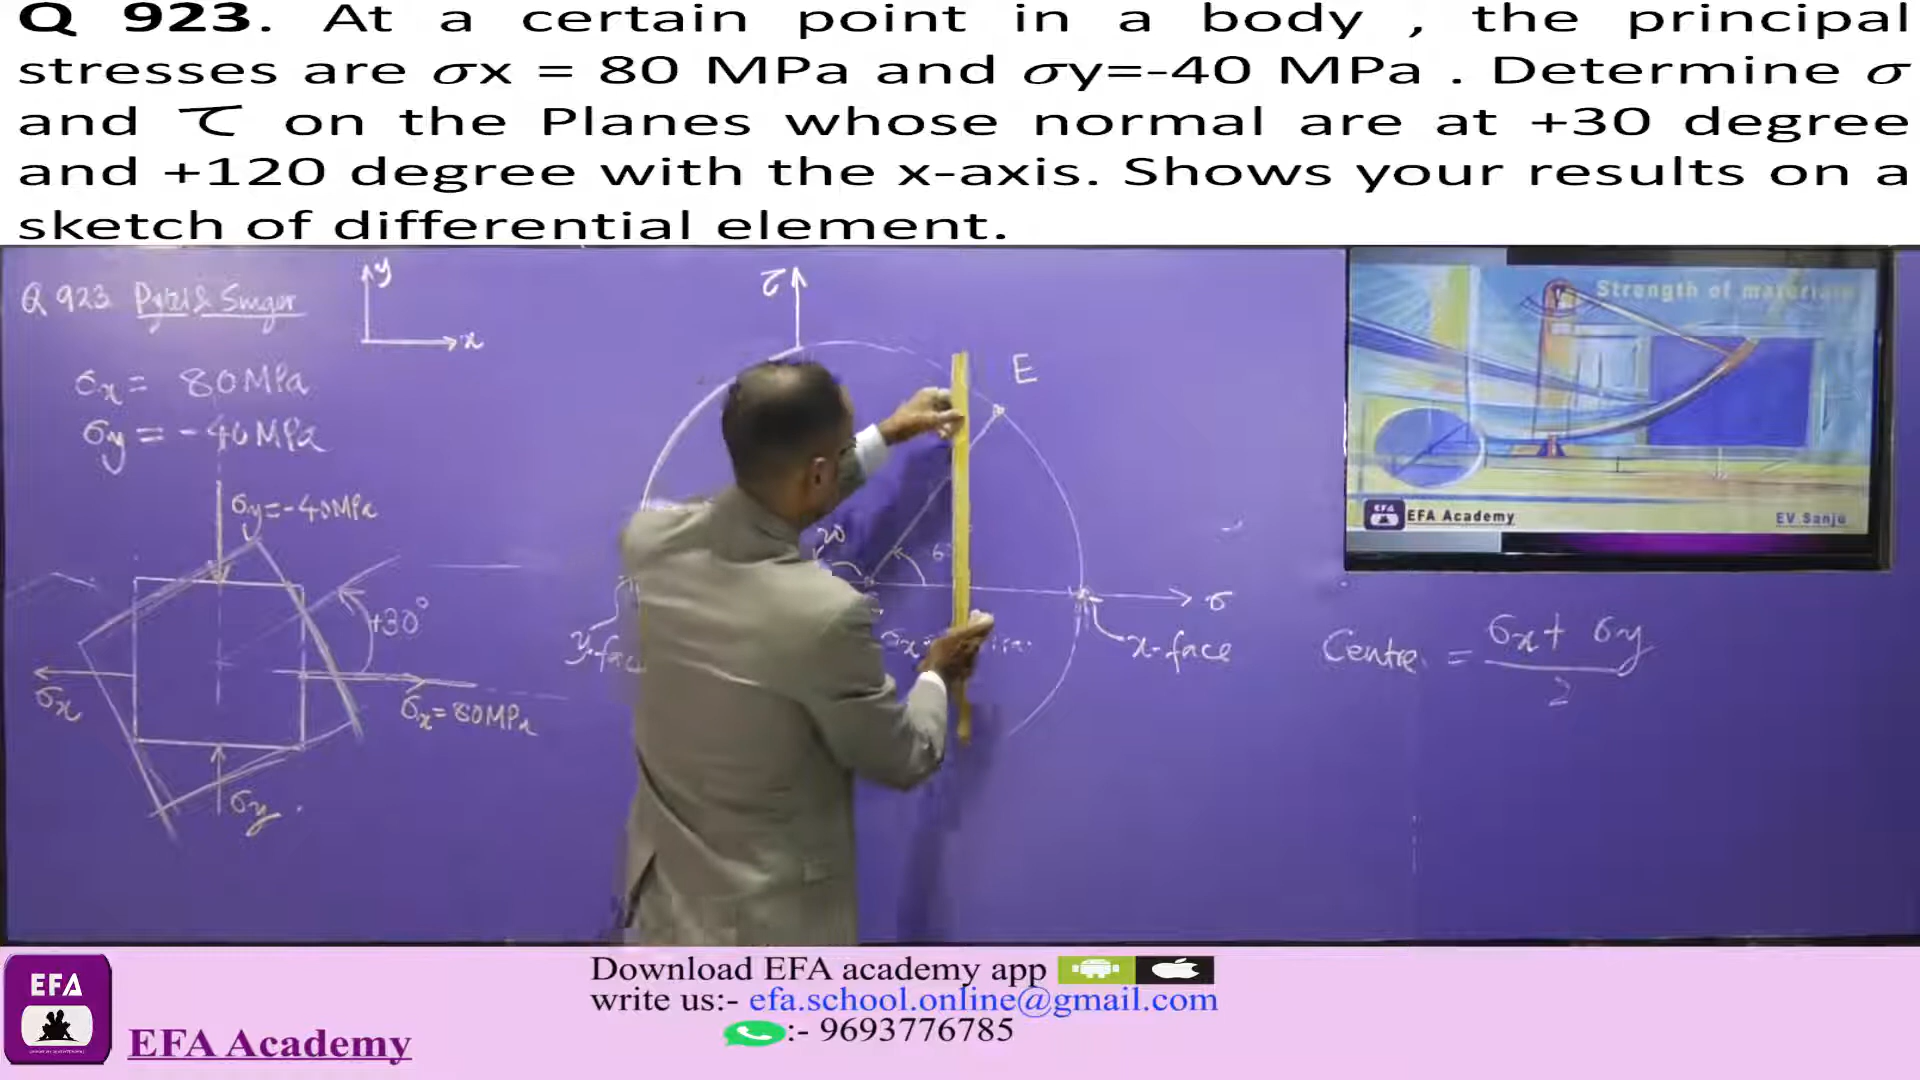 Q 923. At a certain point in a body , the principal
stresses are σx = 80 MPa and σy=-40 MPa . Determine σ
and τ on the Planes whose normal are at +30 degree
and +120 degree with the x-axis. Shows your results on a
sketch of differential element.
Q 923. Pytel & Singer
y
x
σx = 80MPa
σy = -40MPa
σy=-40MPa
+30°
σx
σx=80MPa
σy
τ
E
20
σ
x-face
Centre = σx + σy
2
Strength of materials
EFA
EFA Academy
EV Sanju
EFA
EFA Academy
Download EFA academy app
write us:- efa.school.online@gmail.com
:- 9693776785